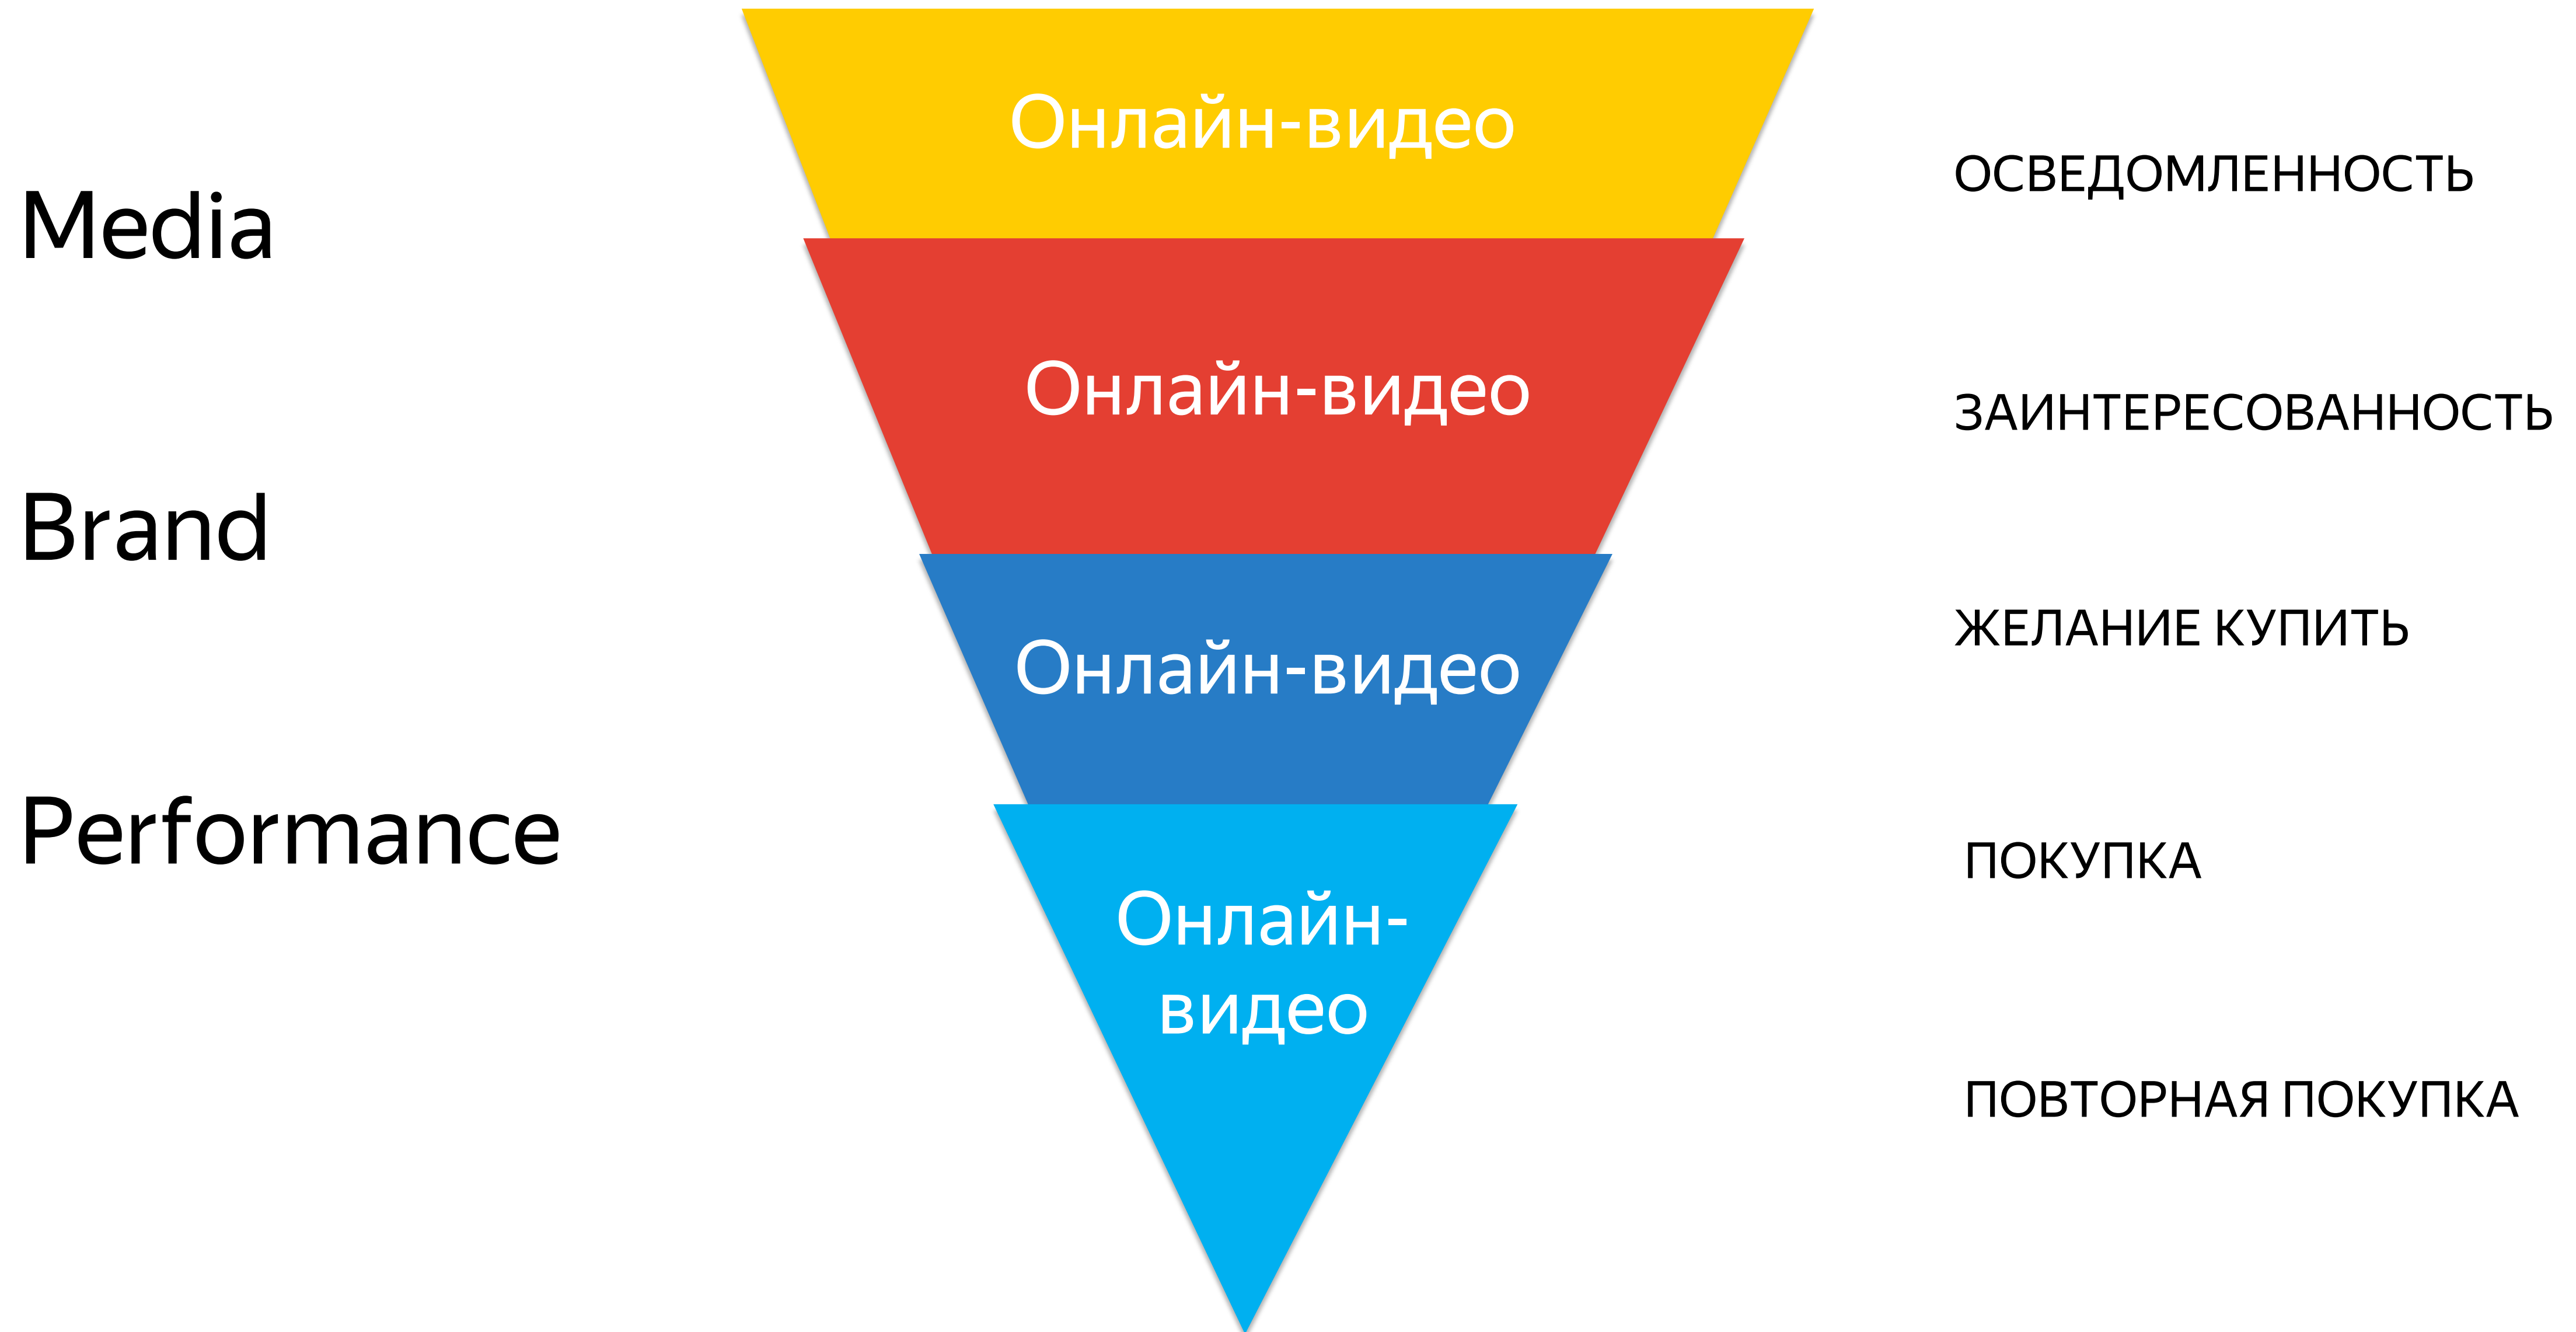 Онлайн-видео
ОСВЕДОМЛЕННОСТЬ
Media
Онлайн-видео
ЗАИНТЕРЕСОВАННОСТЬ
Brand
Онлайн-видео
ЖЕЛАНИЕ КУПИТЬ
Performance
ПОКУПКА
Онлайн-
видео
ПОВТОРНАЯ ПОКУПКА